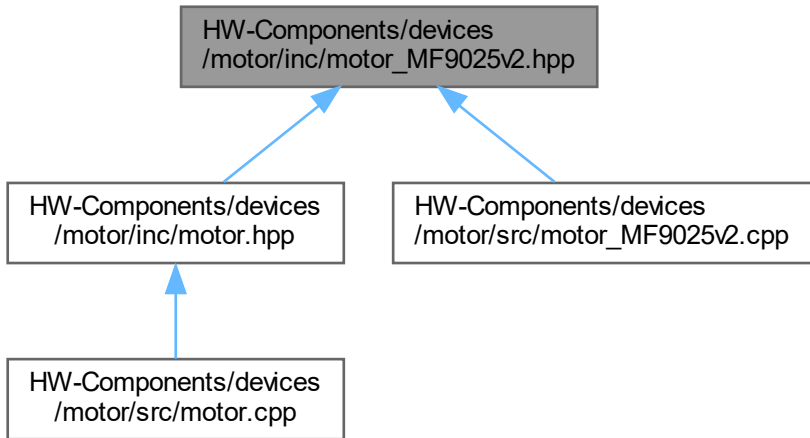 HW-Components/devices
/motor/inc/motor_MF9025v2.hpp
HW-Components/devices
/motor/inc/motor.hpp
HW-Components/devices
/motor/src/motor_MF9025v2.cpp
HW-Components/devices
/motor/src/motor.cpp